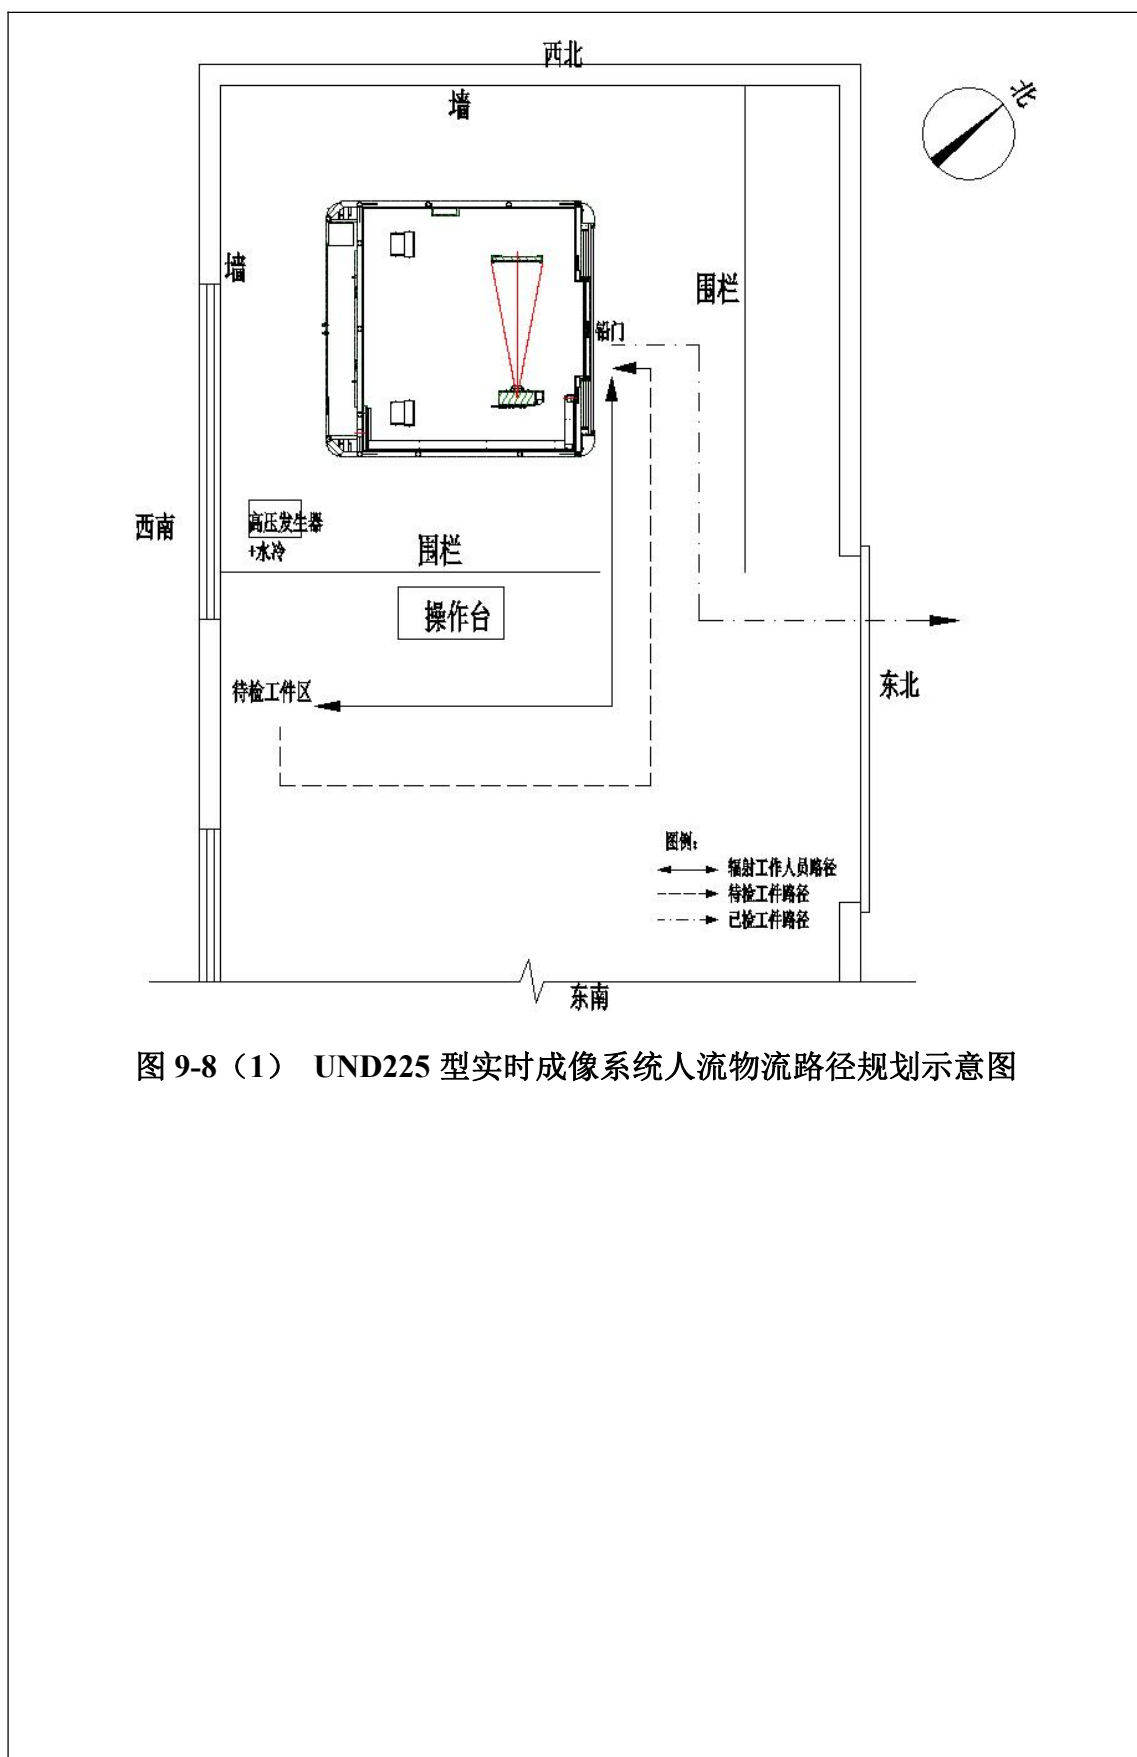 西北
北
墙
墙
围栏
铅门
西南
高压发生器
+水冷
围栏
操作台
待检工件区
东北
图例：
辐射工作人员路径
待检工件路径
已检工件路径
东南
图 9-8（1） UND225 型实时成像系统人流物流路径规划示意图